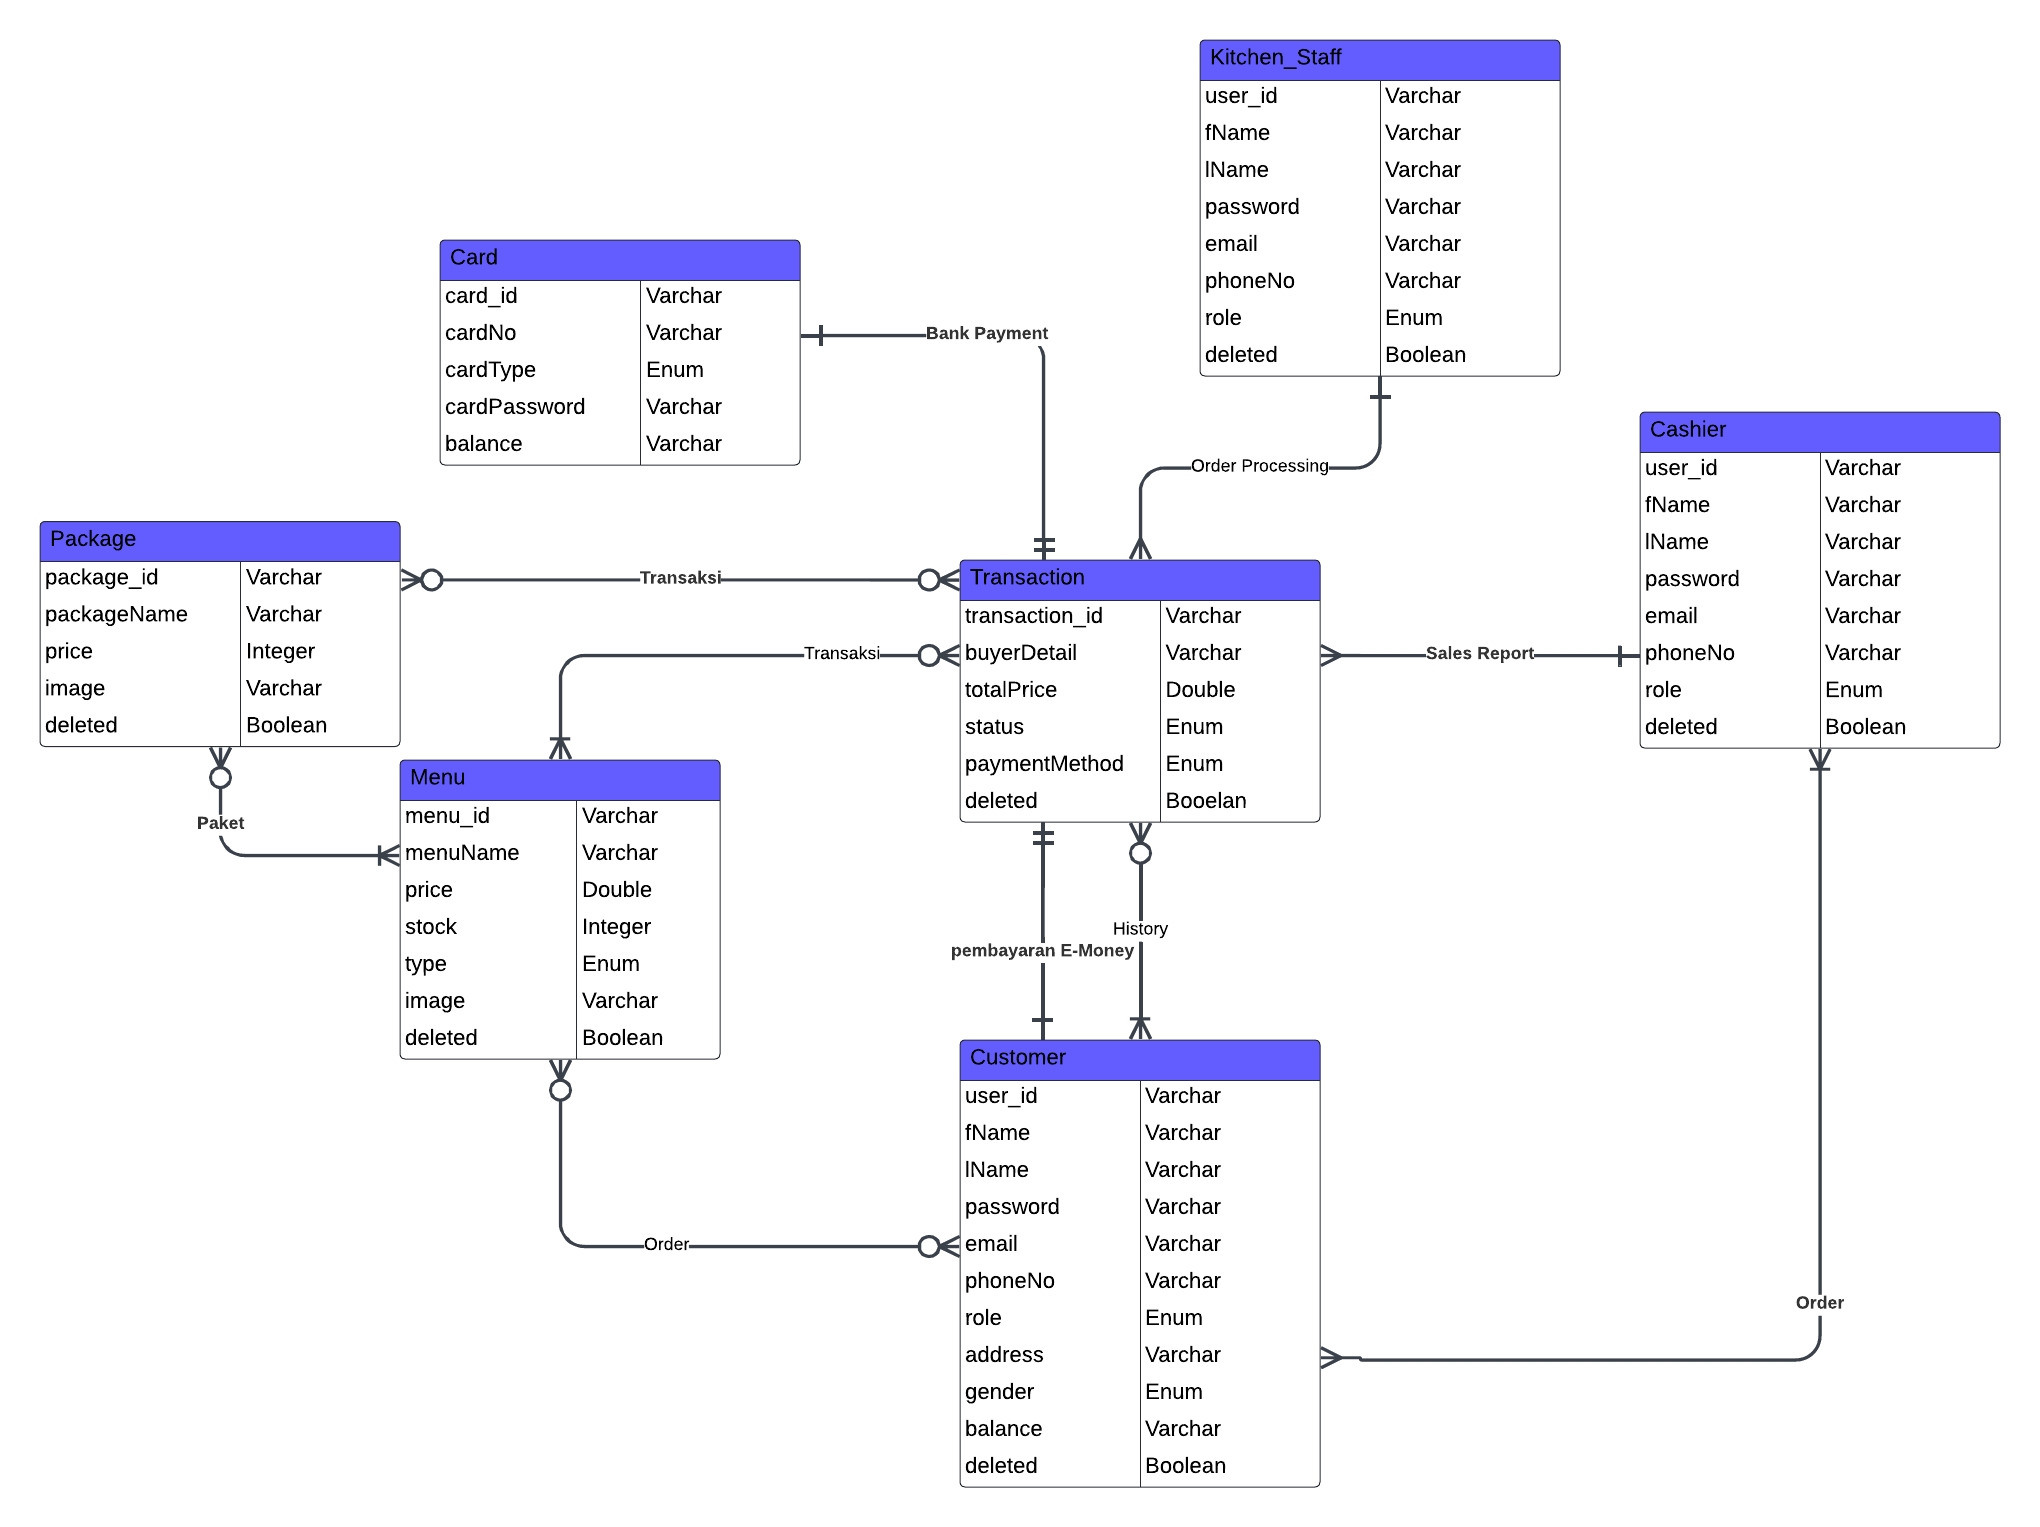 Kitchen_Staff
user_id Varchar
fName Varchar
lName Varchar
password Varchar
email Varchar
phoneNo Varchar
role Enum
deleted Boolean
Card
card_id Varchar
cardNo Varchar
cardType Enum
cardPassword Varchar
balance Varchar
Bank Payment
Order Processing
Cashier
user_id Varchar
fName Varchar
lName Varchar
password Varchar
email Varchar
phoneNo Varchar
role Enum
deleted Boolean
Package
package_id Varchar
packageName Varchar
price Integer
image Varchar
deleted Boolean
Transaksi
Transaksi
Transaction
transaction_id Varchar
buyerDetail Varchar
totalPrice Double
status Enum
paymentMethod Enum
deleted Booelan
Sales Report
Paket
Menu
menu_id Varchar
menuName Varchar
price Double
stock Integer
type Enum
image Varchar
deleted Boolean
History
pembayaran E-Money
Customer
user_id Varchar
fName Varchar
lName Varchar
password Varchar
email Varchar
phoneNo Varchar
role Enum
address Varchar
gender Enum
balance Varchar
deleted Boolean
Order
Order